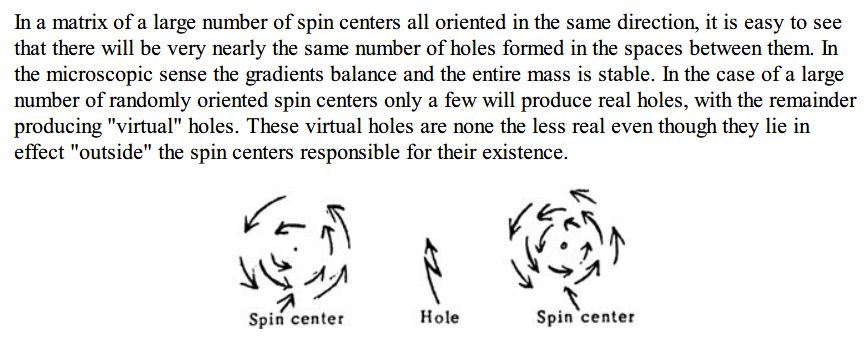 In a matrix of a large number of spin centers all oriented in the same direction, it is easy to see
that there will be very nearly the same number of holes formed in the spaces between them. In
the microscopic sense the gradients balance and the entire mass is stable. In the case of a large
number of randomly oriented spin centers only a few will produce real holes, with the remainder
producing "virtual" holes. These virtual holes are none the less real even though they lie in
effect "outside" the spin centers responsible for their existence.
Spin center Hole Spin center